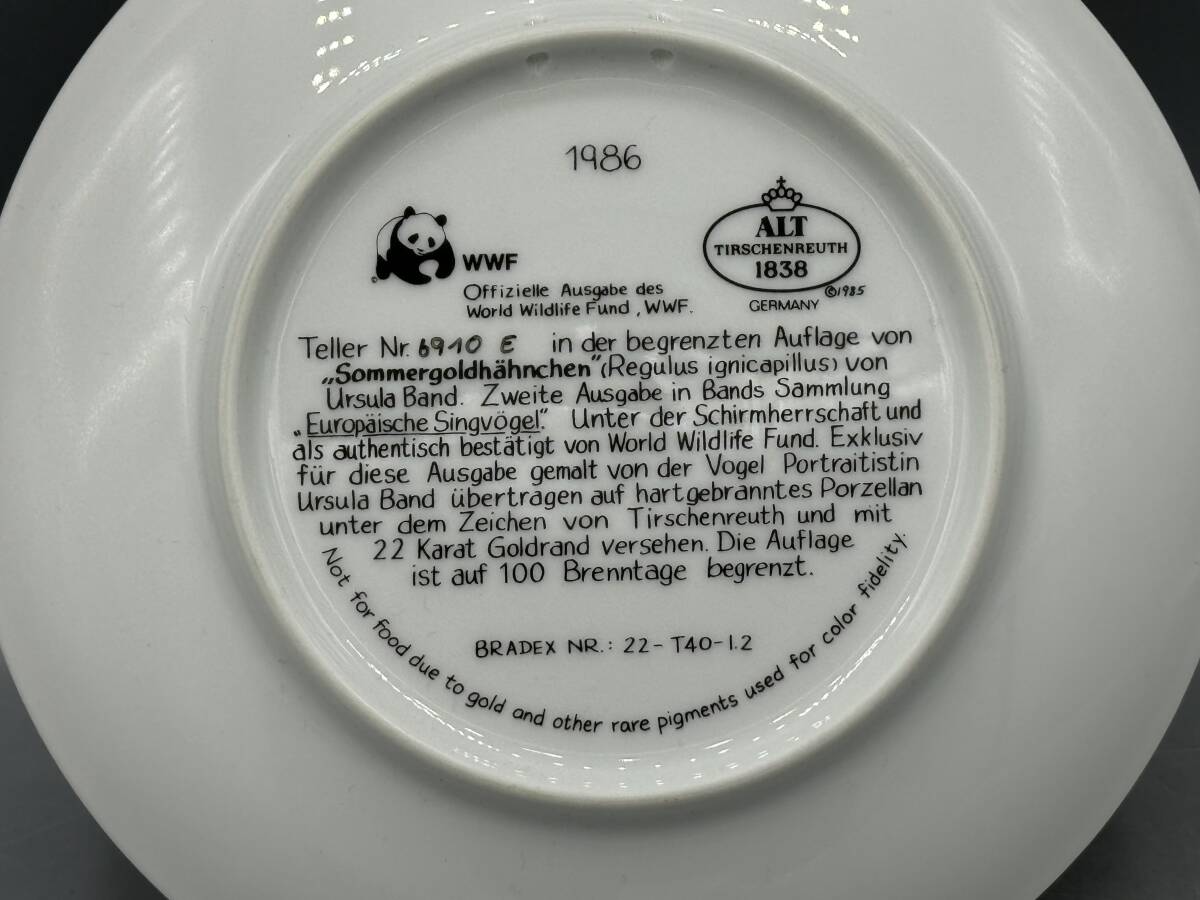 1986
WWF
Offizielle Ausgabe des
World Wildlife Fund, WWF.
ALT
TIRSCHENREUTH
1838
©1985
GERMANY
Teller Nr. 6910 E in der begrenzten Auflage von
„Sommergoldhähnchen“ (Regulus ignicapillus) von
Ursula Band. Zweite Ausgabe in Bands Sammlung
„Europäische Singvögel“. Unter der Schirmherrschaft und
als authentisch bestätigt von World Wildlife Fund. Exklusiv
für diese Ausgabe gemalt von der Vogel Portraitistin
Ursula Band übertragen auf hartgebranntes Porzellan
unter dem Zeichen von Tirschenreuth und mit
22 Karat Goldrand versehen. Die Auflage
ist auf 100 Brenntage begrenzt.
BRADEX NR.: 22-T40-1.2
Not for food due to gold and other rare pigments used for color fidelity.